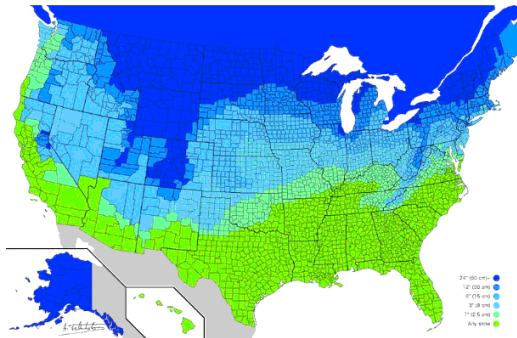 24" (60 cm)+
12" (30 cm)
6" (15 cm)
3" (8 cm)
1" (2.5 cm)
Any snow